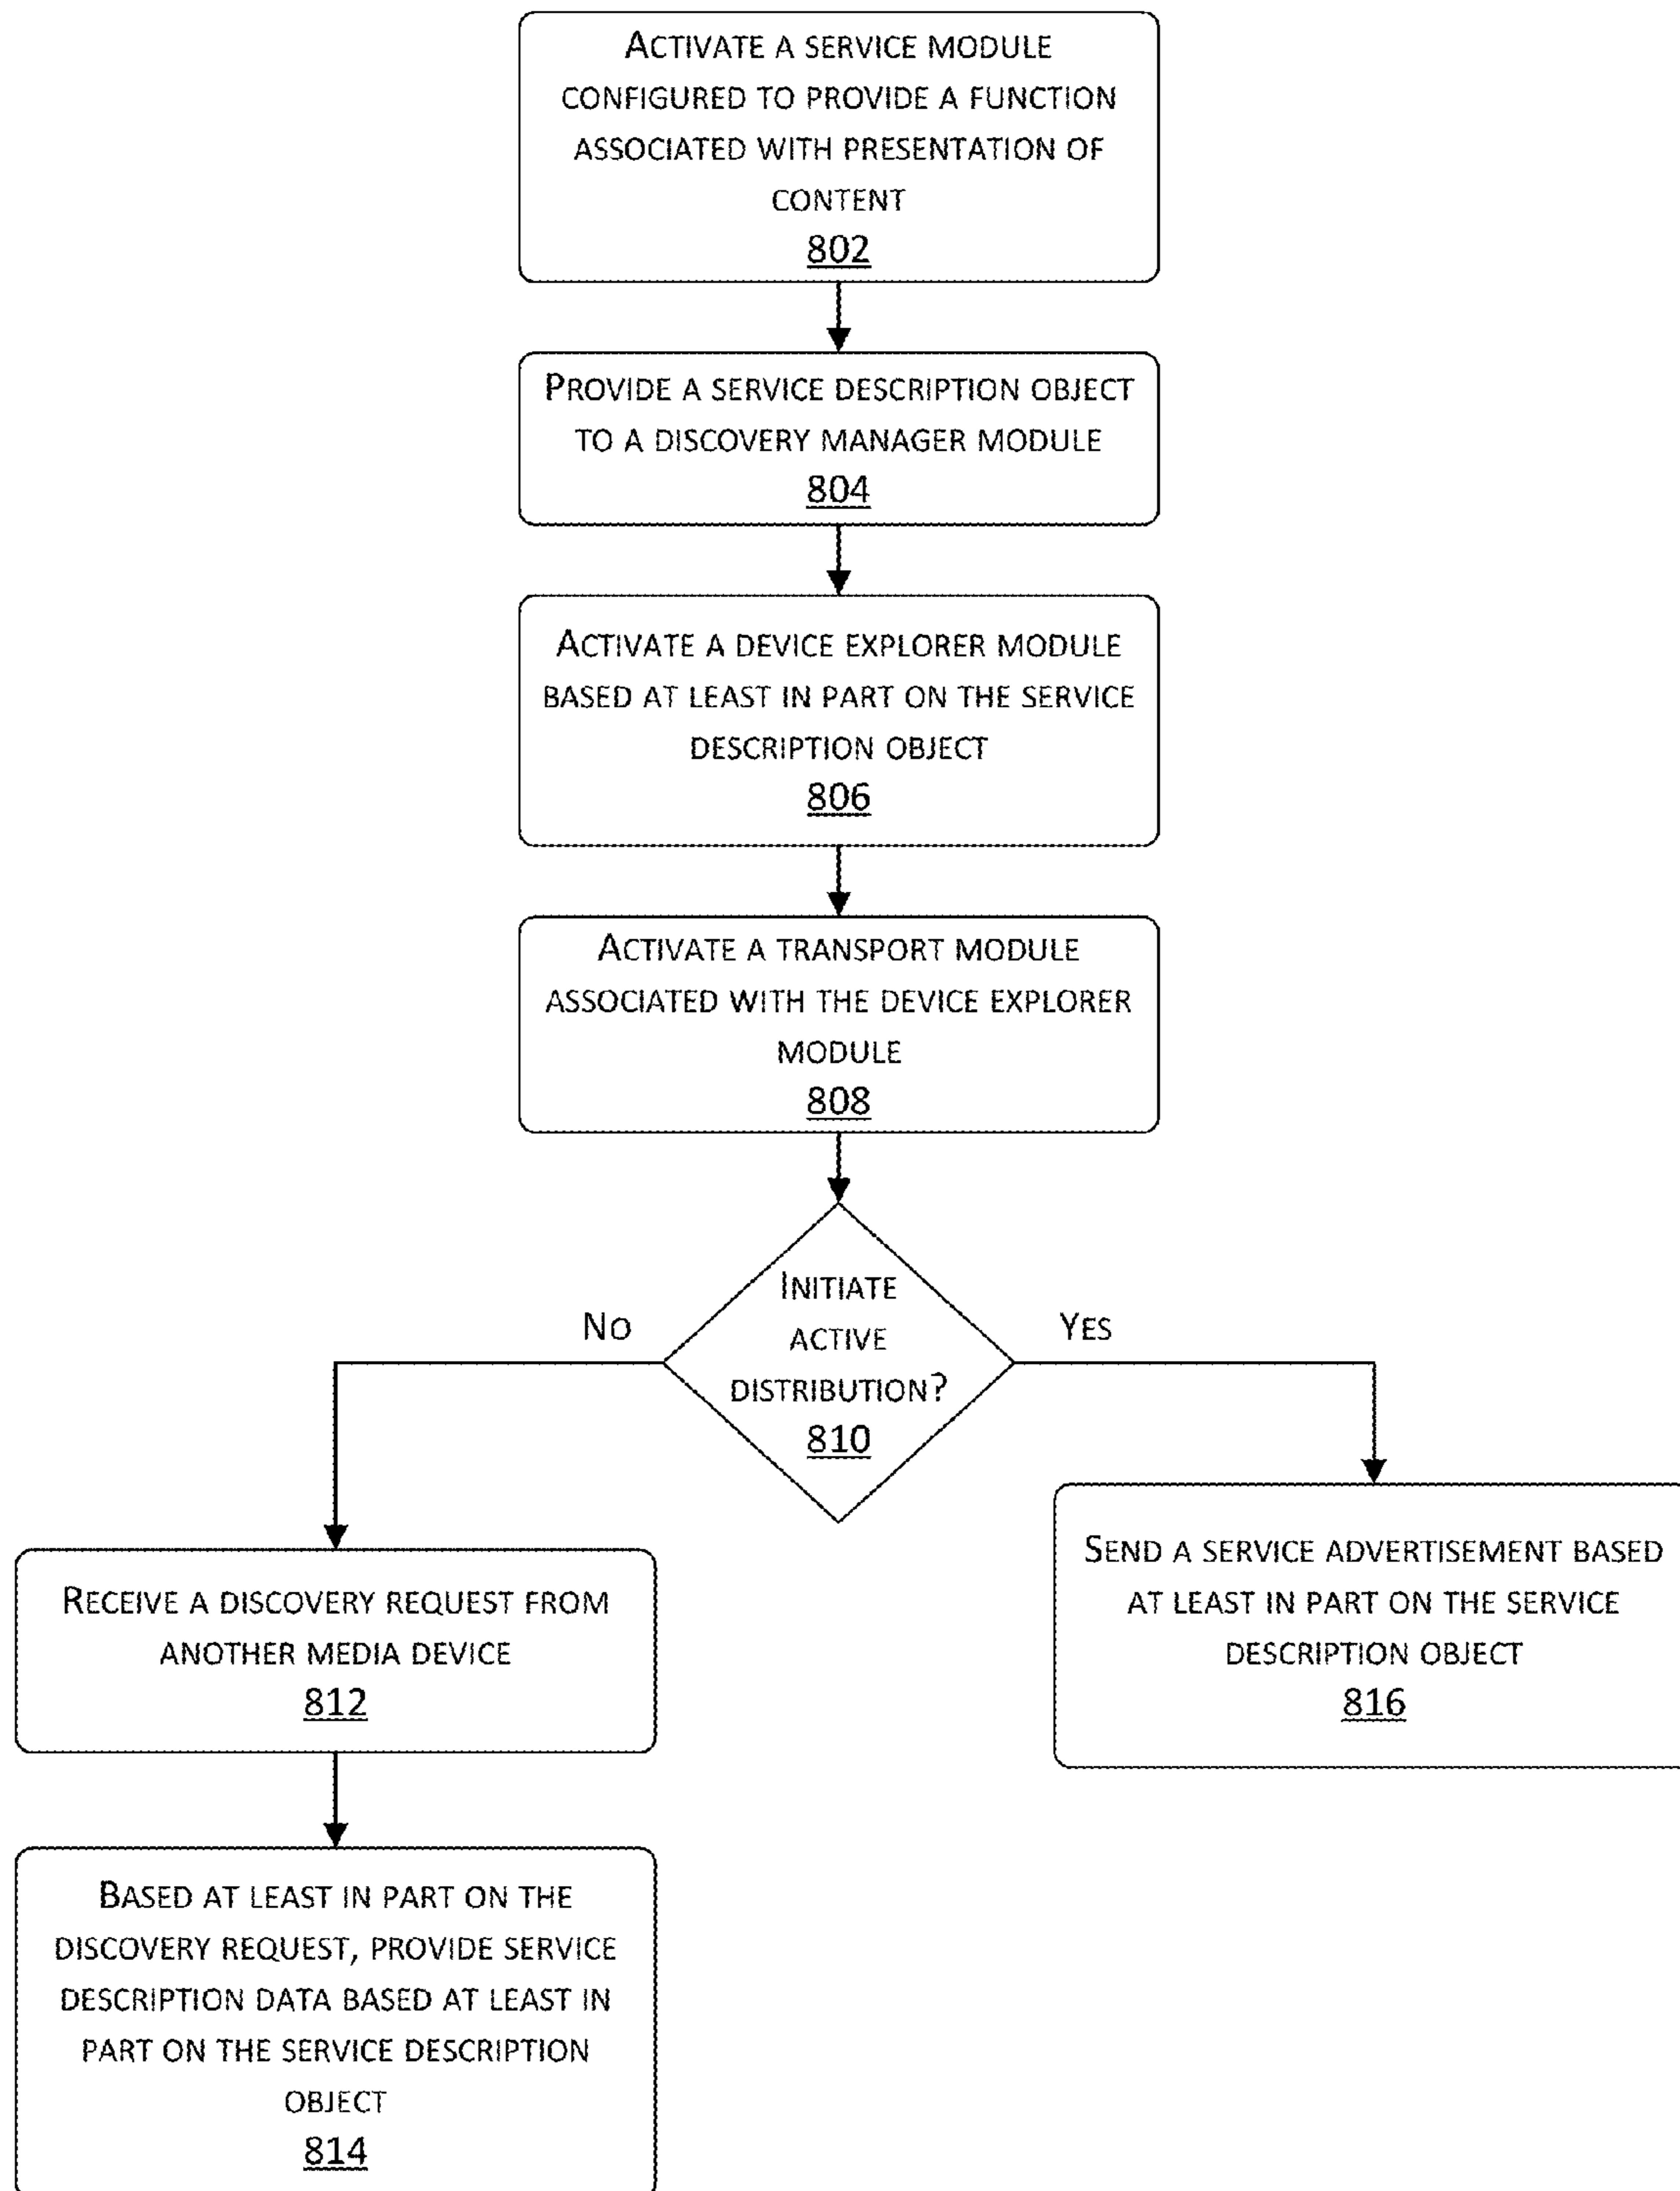 ACTIVATE A SERVICE MODULE
CONFIGURED TO PROVIDE A FUNCTION
ASSOCIATED WITH PRESENTATION OF
CONTENT
802
PROVIDE A SERVICE DESCRIPTION OBJECT
TO A DISCOVERY MANAGER MODULE
804
ACTIVATE A DEVICE EXPLORER MODULE
BASED AT LEAST IN PART ON THE SERVICE
DESCRIPTION OBJECT
806
ACTIVATE A TRANSPORT MODULE
ASSOCIATED WITH THE DEVICE EXPLORER
MODULE
808
INITIATE
ACTIVE
DISTRIBUTION?
810
NO
YES
RECEIVE A DISCOVERY REQUEST FROM
ANOTHER MEDIA DEVICE
812
BASED AT LEAST IN PART ON THE
DISCOVERY REQUEST, PROVIDE SERVICE
DESCRIPTION DATA BASED AT LEAST IN
PART ON THE SERVICE DESCRIPTION
OBJECT
814
SEND A SERVICE ADVERTISEMENT BASED
AT LEAST IN PART ON THE SERVICE
DESCRIPTION OBJECT
816